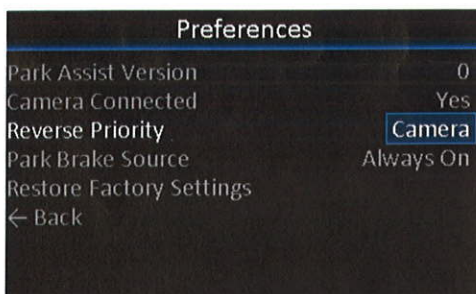 Preferences
Park Assist Version 0
Camera Connected Yes
Reverse Priority Camera
Park Brake Source Always On
Restore Factory Settings
← Back